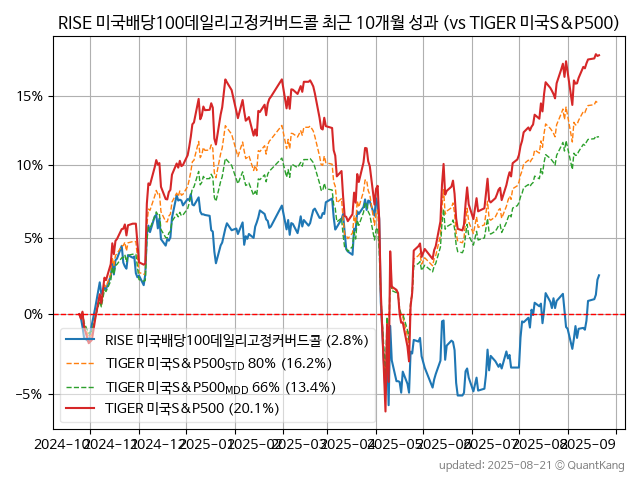 RISE 미국배당100데일리고정커버드콜 최근 10개월 성과 (vs TIGER 미국S&P500)
15%
10%
5%
0%
−5%
RISE 미국배당100데일리고정커버드콜 (2.8%)
TIGER 미국S&P500STD 80% (16.2%)
TIGER 미국S&P500MDD 66% (13.4%)
TIGER 미국S&P500 (20.1%)
2024-10 2024-11 2024-12 2025-01 2025-02 2025-03 2025-04 2025-05 2025-06 2025-07 2025-08 2025-09
updated: 2025-08-21 © QuantKang